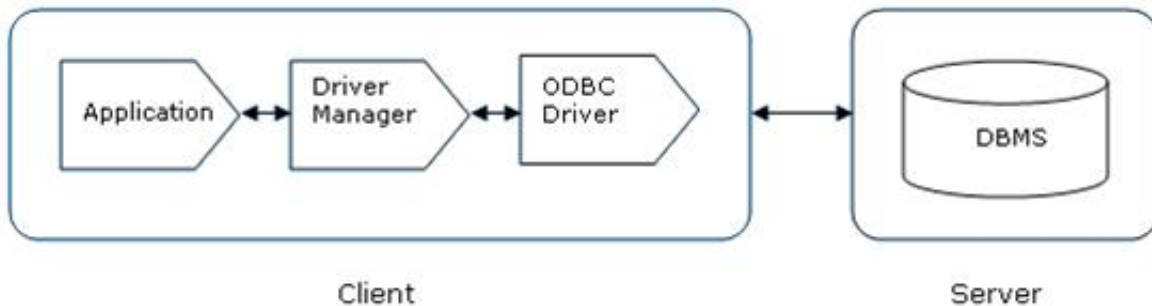 Application
Driver
Manager
ODBC
Driver
DBMS
Client
Server